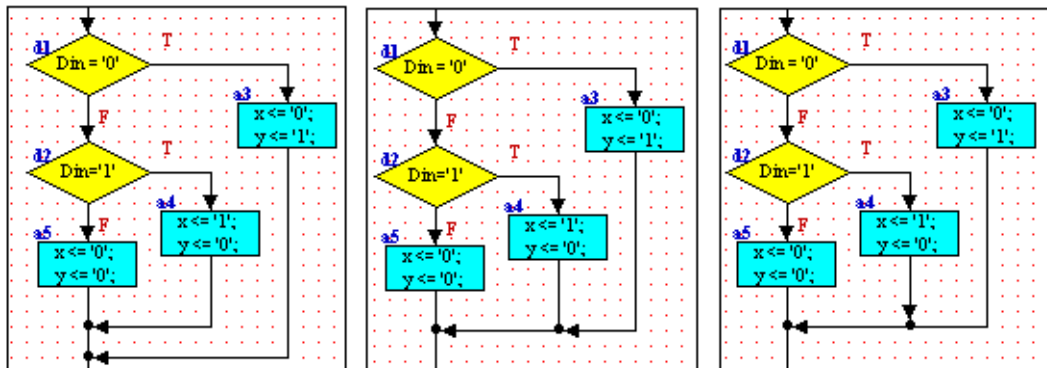 d1
T
Din = '0'
a3
x <= '0';
y <= '1';
F
d2
T
Din='1'
a4
x <= '1';
y <= '0';
F
a5
x <= '0';
y <= '0';
d1
T
Din = '0'
a3
x <= '0';
y <= '1';
F
d2
T
Din='1'
a4
x <= '1';
y <= '0';
F
a5
x <= '0';
y <= '0';
d1
T
Din = '0'
a3
x <= '0';
y <= '1';
F
d2
T
Din='1'
a4
x <= '1';
y <= '0';
F
a5
x <= '0';
y <= '0';